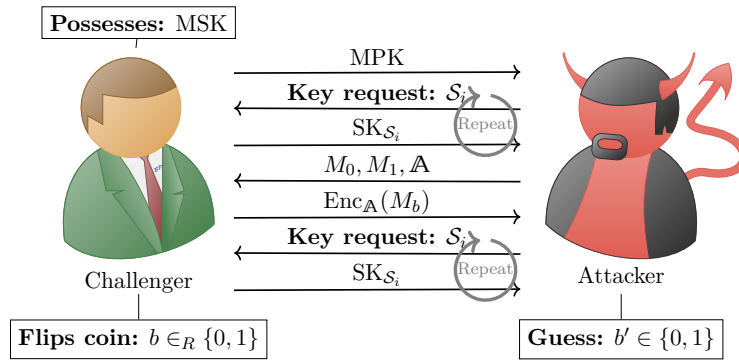 Possesses: MSK
MPK
Key request: 𝒮ᵢ
Repeat
SK_{𝒮ᵢ}
M₀, M₁, 𝔸
Enc_𝔸(M_b)
Key request: 𝒮ᵢ
Repeat
SK_{𝒮ᵢ}
Challenger
Attacker
Flips coin: b ∈_R {0, 1}
Guess: b′ ∈ {0, 1}